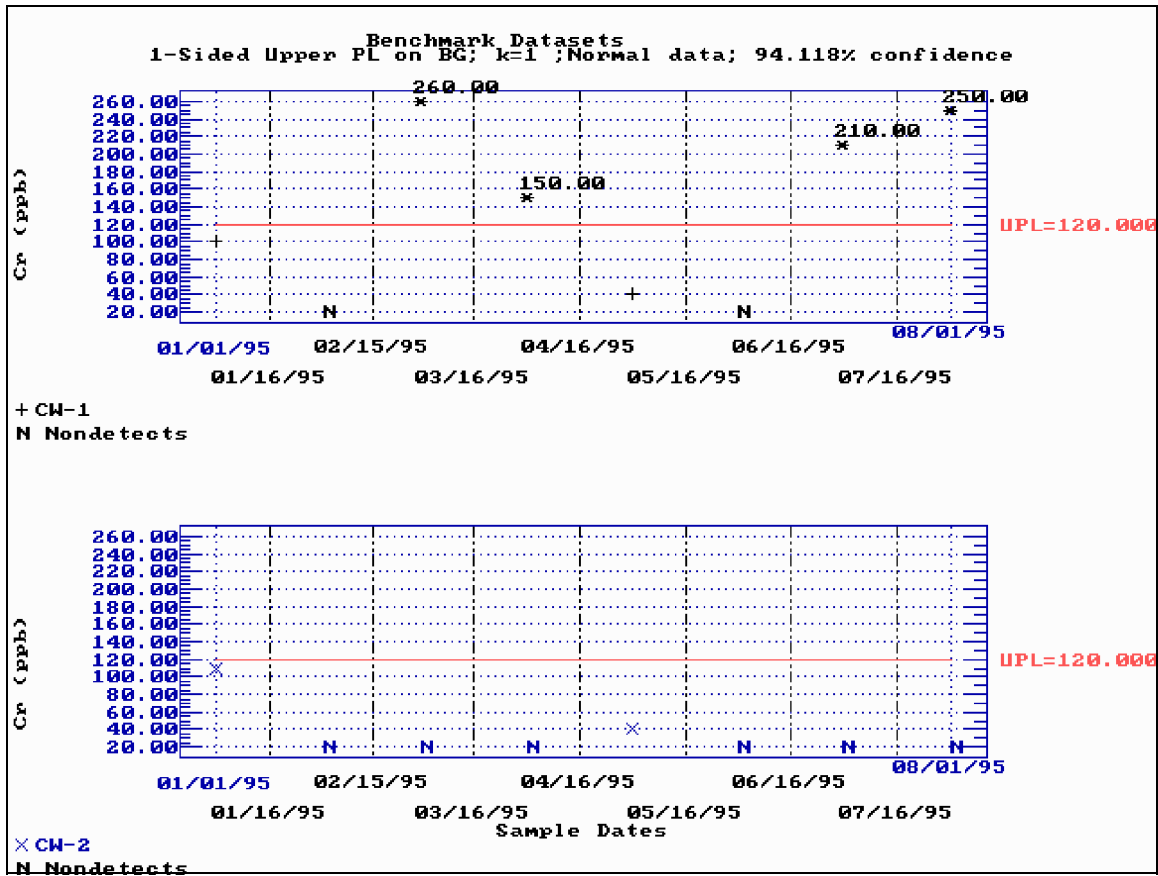 Benchmark Datasets
1-Sided Upper PL on BG; k=1 ;Normal data; 94.118% confidence
260.00
250.00
210.00
150.00
260.00
240.00
220.00
200.00
180.00
160.00
140.00
120.00
100.00
80.00
60.00
40.00
20.00
Cr (ppb)
UPL=120.000
N N
01/01/95 02/15/95 04/16/95 06/16/95 08/01/95
01/16/95 03/16/95 05/16/95 07/16/95
+ CW-1
N Nondetects
260.00
240.00
220.00
200.00
180.00
160.00
140.00
120.00
100.00
80.00
60.00
40.00
20.00
Cr (ppb)
UPL=120.000
N N N N N N
01/01/95 02/15/95 04/16/95 06/16/95 08/01/95
01/16/95 03/16/95 05/16/95 07/16/95
Sample Dates
× CW-2
N Nondetects